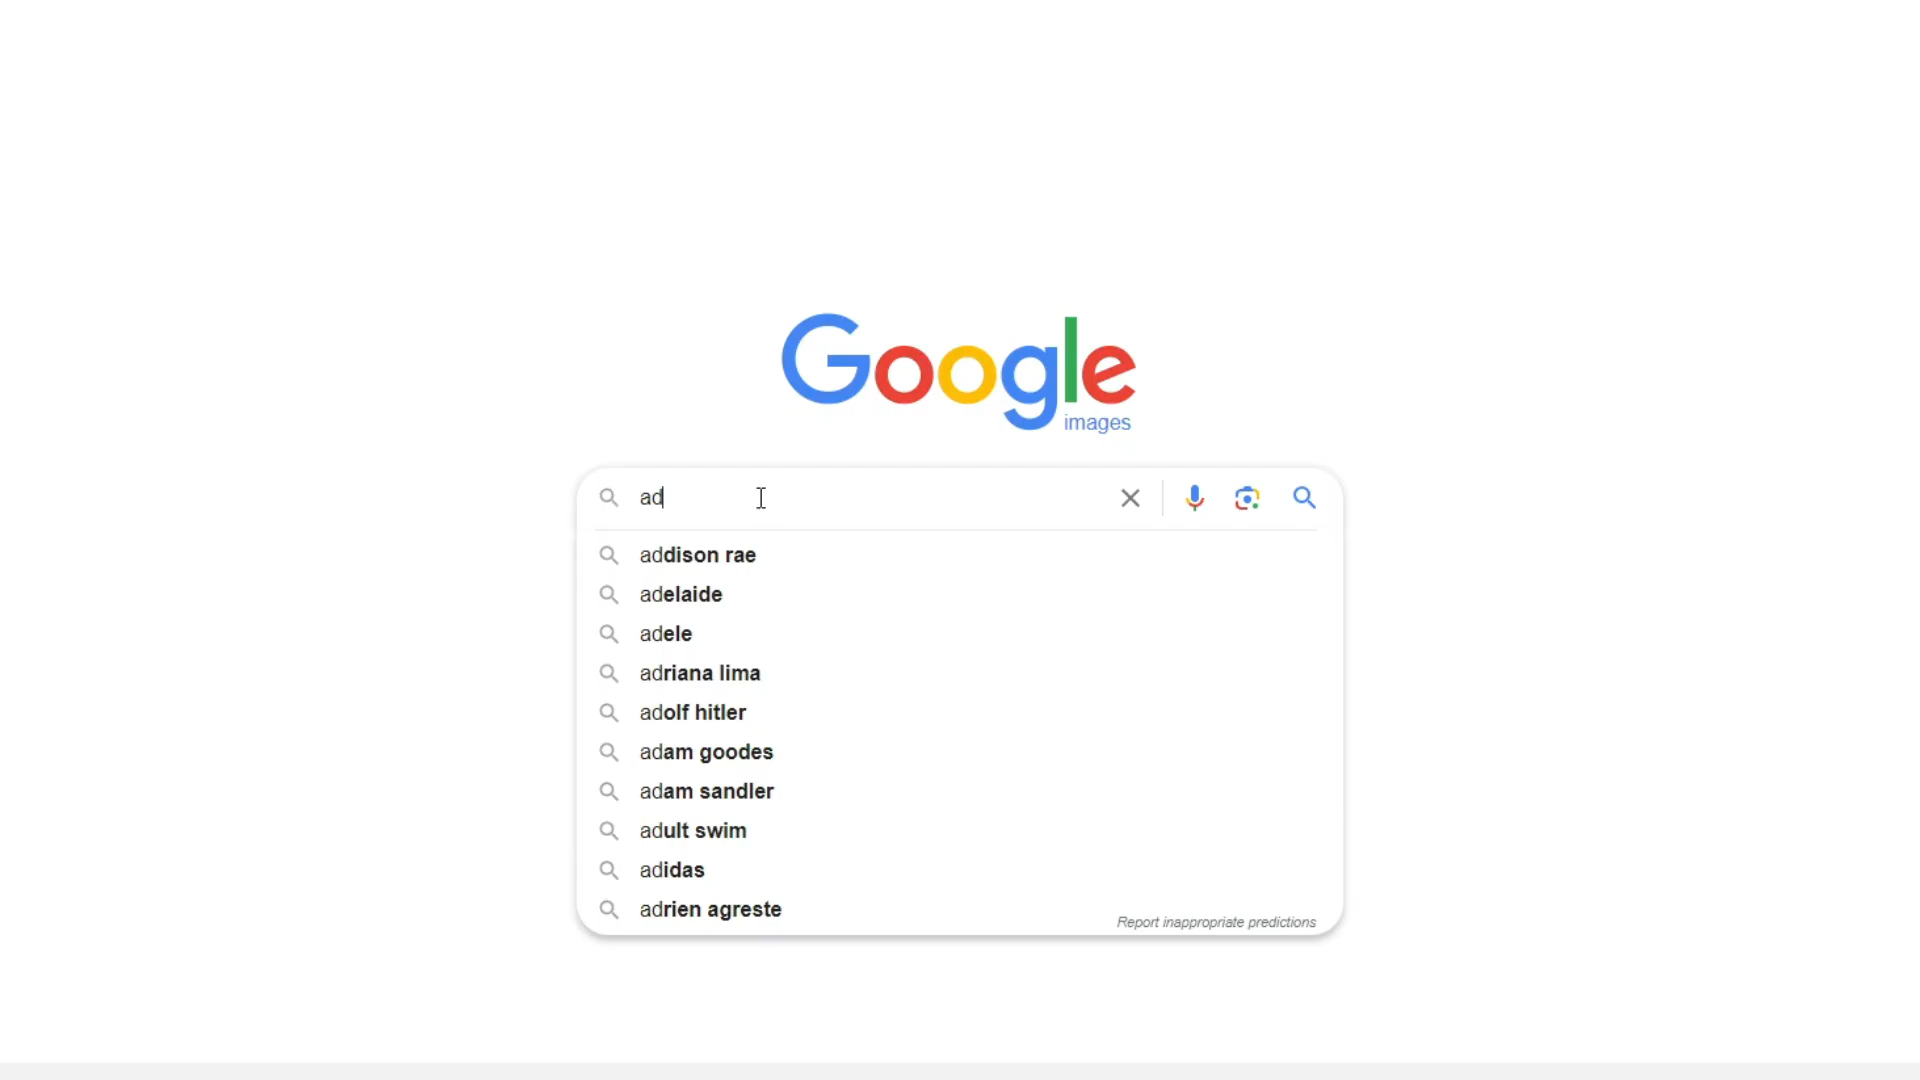 Google
images
ad
addison rae
adelaide
adele
adriana lima
adolf hitler
adam goodes
adam sandler
adult swim
adidas
adrien agreste
Report inappropriate predictions